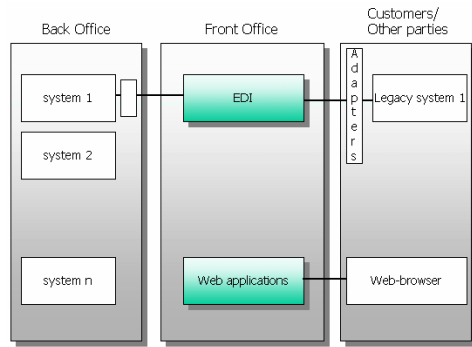 Back Office
Front Office
Customers/
Other parties
system 1
EDI
Adapters
Legacy system 1
system 2
system n
Web applications
Web-browser